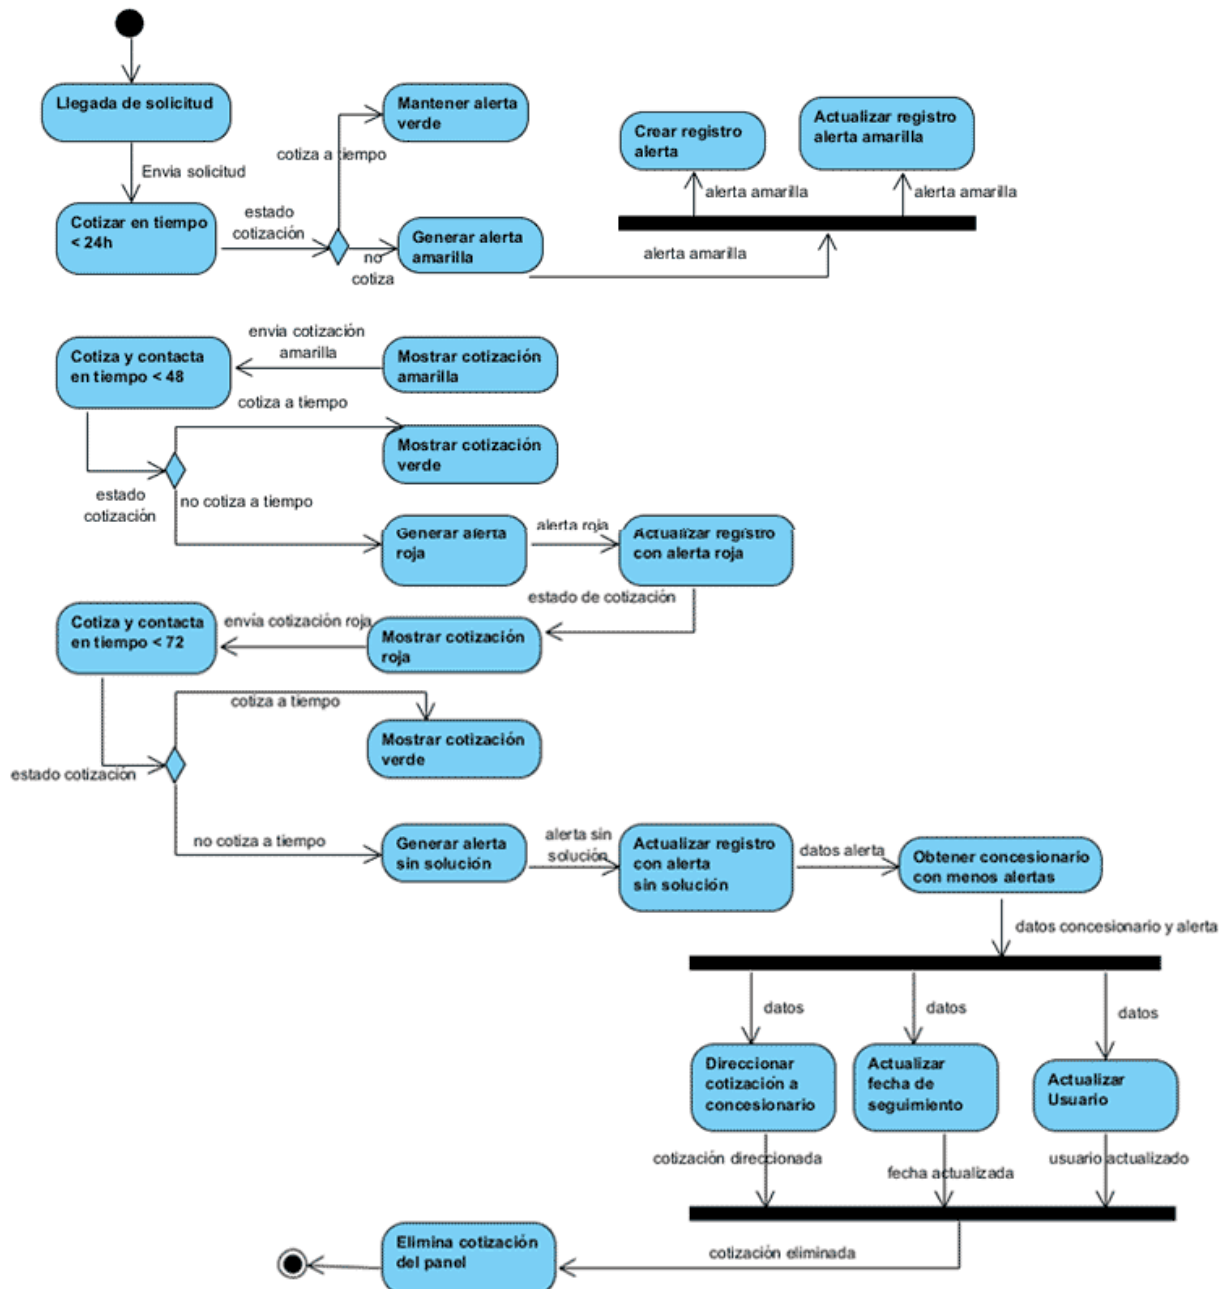 Llegada de solicitud
Envia solicitud
Cotizar en tiempo
< 24h
estado
cotización
cotiza a tiempo
Mantener alerta
verde
no
cotiza
Generar alerta
amarilla
alerta amarilla
Crear registro
alerta
Actualizar registro
alerta amarilla
alerta amarilla
alerta amarilla
Cotiza y contacta
en tiempo < 48
envia cotización
amarilla
Mostrar cotización
amarilla
cotiza a tiempo
Mostrar cotización
verde
estado
cotización
no cotiza a tiempo
Generar alerta
roja
alerta roja
Actualizar registro
con alerta roja
estado de cotización
Cotiza y contacta
en tiempo < 72
envía cotización roja
Mostrar cotización
roja
cotiza a tiempo
Mostrar cotización
verde
estado cotización
no cotiza a tiempo
Generar alerta
sin solución
alerta sin
solución
Actualizar registro
con alerta
sin solución
datos alerta
Obtener concesionario
con menos alertas
datos concesionario y alerta
datos
datos
datos
Direccionar
cotización a
concesionario
Actualizar
fecha de
seguimiento
Actualizar
Usuario
cotización direccionada
fecha actualizada
usuario actualizado
Elimina cotización
del panel
cotización eliminada